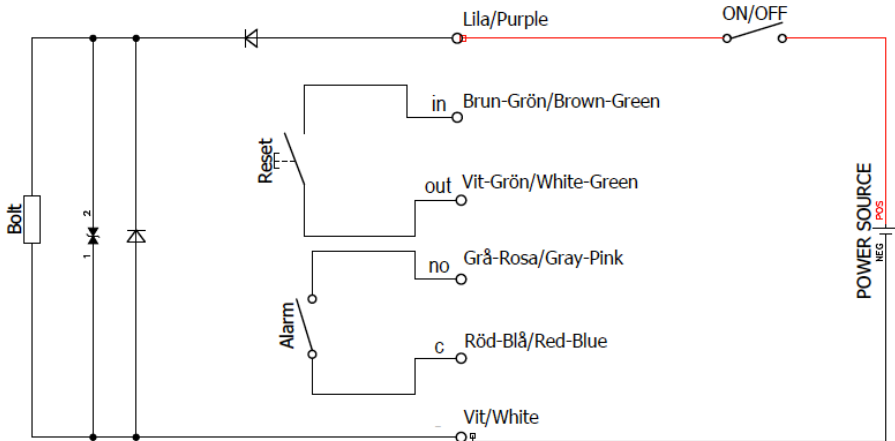 Lila/Purple
ON/OFF
in
Brun-Grön/Brown-Green
Reset
out
Vit-Grön/White-Green
Bolt
2
1
POWER SOURCE
POS
NEG
no
Grå-Rosa/Gray-Pink
Alarm
c
Röd-Blå/Red-Blue
Vit/White